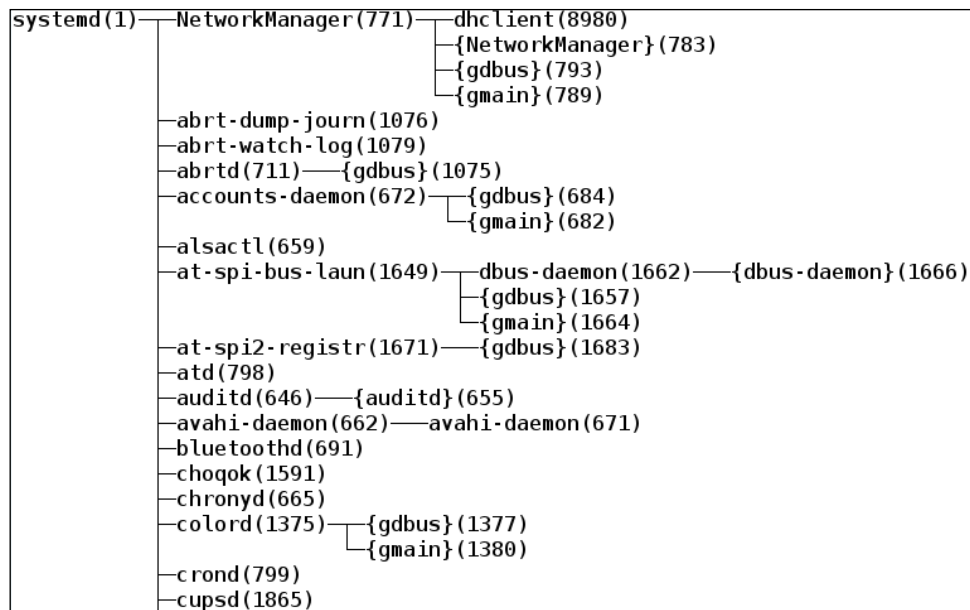 systemd(1) NetworkManager(771) dhclient(8980)
{NetworkManager}(783)
{gdbus}(793)
{gmain}(789)
abrt-dump-journ(1076)
abrt-watch-log(1079)
abrtd(711) {gdbus}(1075)
accounts-daemon(672) {gdbus}(684)
{gmain}(682)
alsactl(659)
at-spi-bus-laun(1649) dbus-daemon(1662) {dbus-daemon}(1666)
{gdbus}(1657)
{gmain}(1664)
at-spi2-registr(1671) {gdbus}(1683)
atd(798)
auditd(646) {auditd}(655)
avahi-daemon(662) avahi-daemon(671)
bluetoothd(691)
choqok(1591)
chronyd(665)
colord(1375) {gdbus}(1377)
{gmain}(1380)
crond(799)
cupsd(1865)